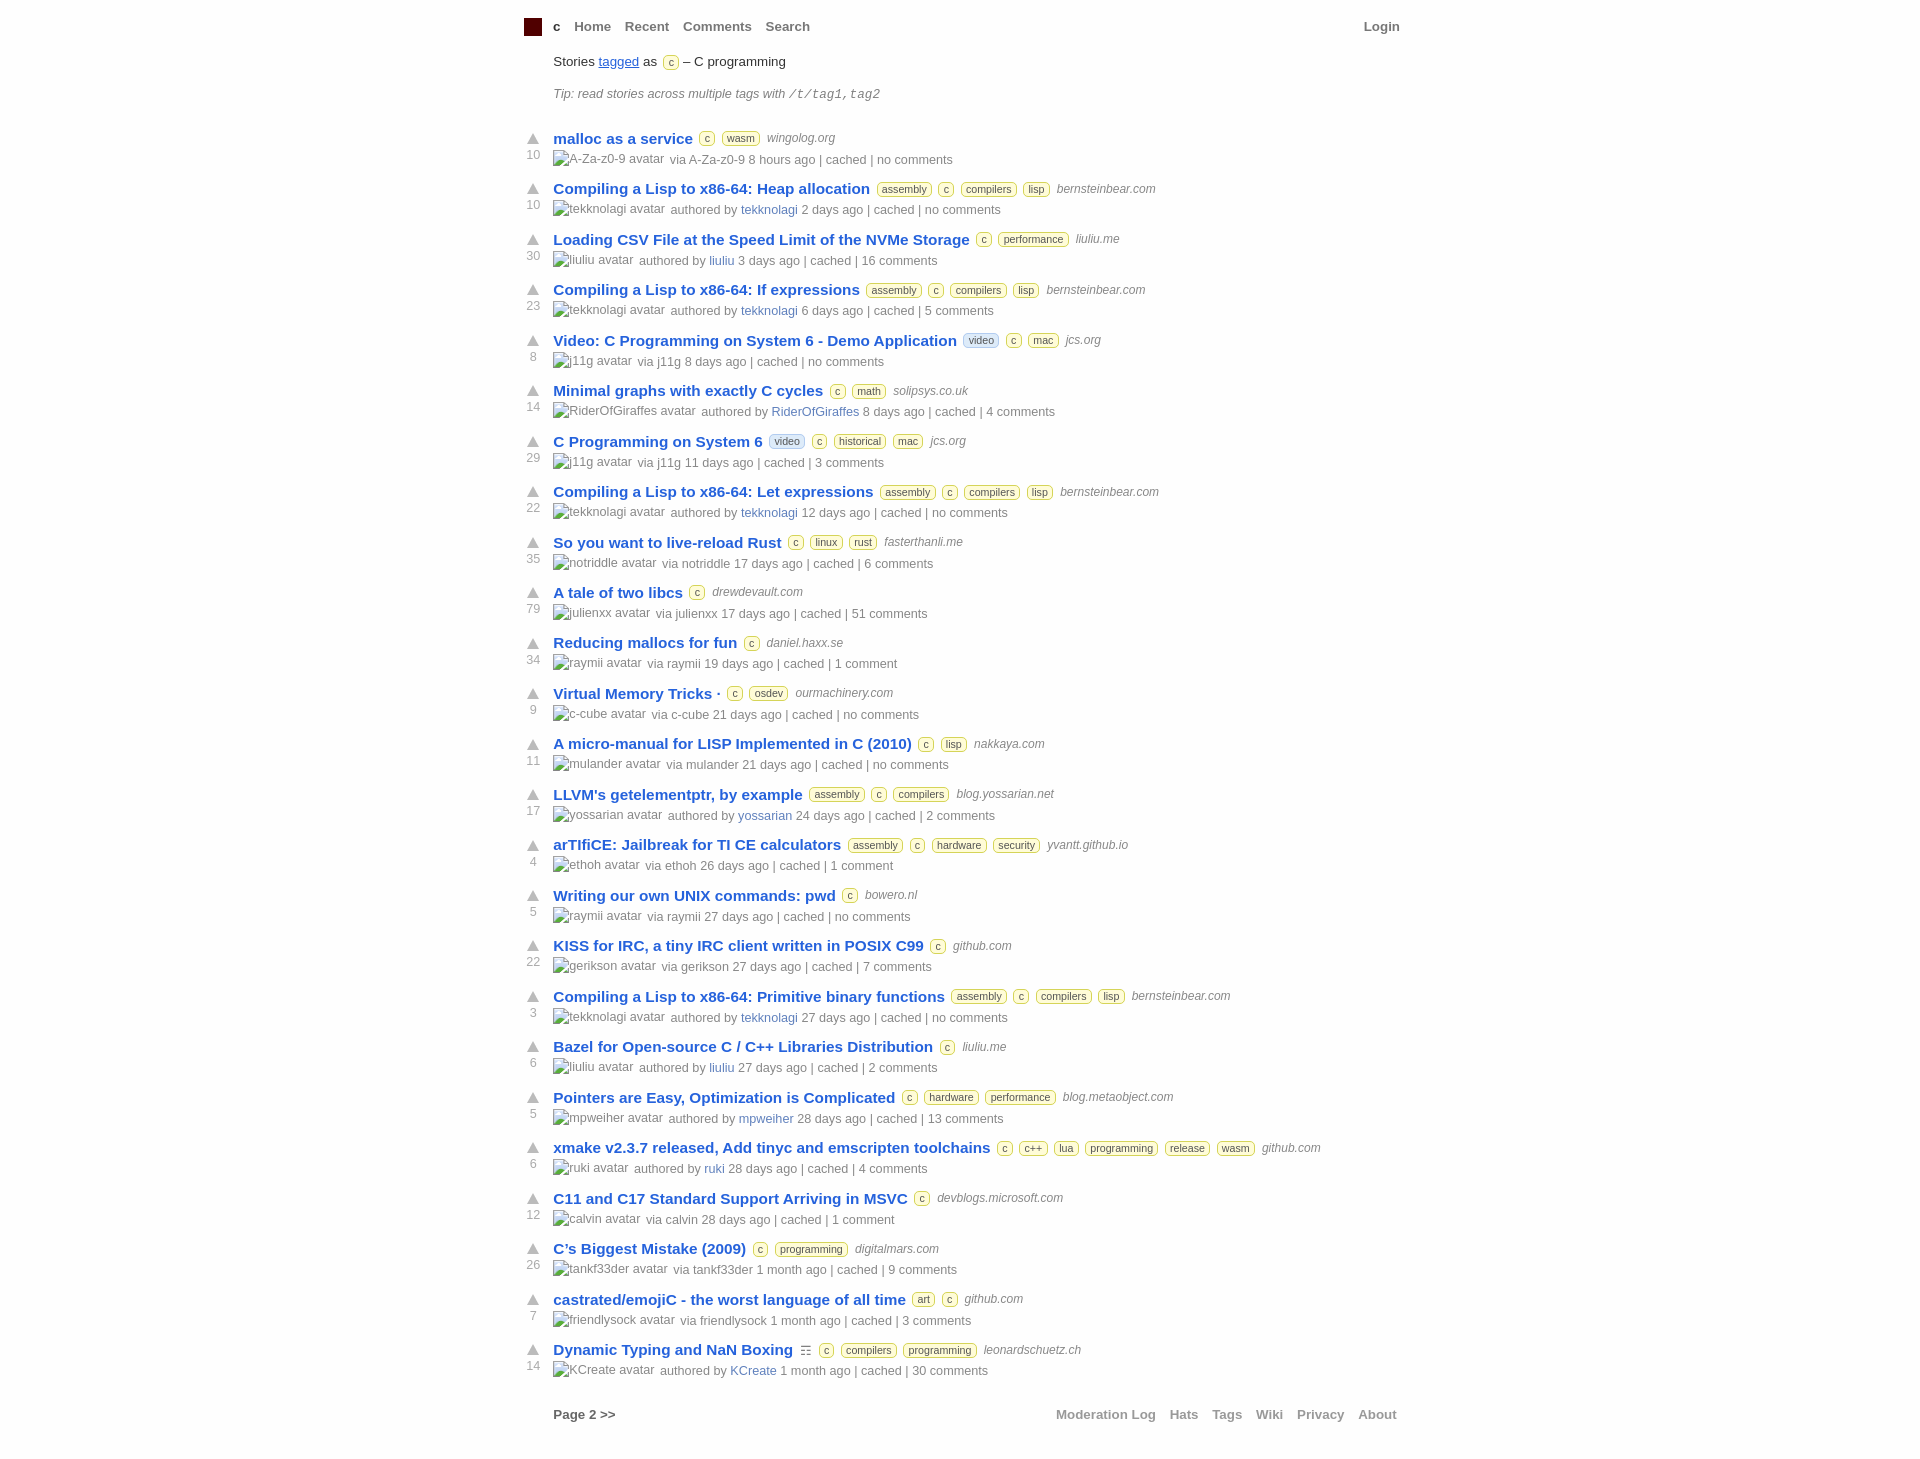 c Home Recent Comments Search Login
Stories tagged as c – C programming
Tip: read stories across multiple tags with /t/tag1,tag2
malloc as a service c wasm wingolog.org
10 A-Za-z0-9 avatar via A-Za-z0-9 8 hours ago | cached | no comments
Compiling a Lisp to x86-64: Heap allocation assembly c compilers lisp bernsteinbear.com
10 tekknolagi avatar authored by tekknolagi 2 days ago | cached | no comments
Loading CSV File at the Speed Limit of the NVMe Storage c performance liuliu.me
30 liuliu avatar authored by liuliu 3 days ago | cached | 16 comments
Compiling a Lisp to x86-64: If expressions assembly c compilers lisp bernsteinbear.com
23 tekknolagi avatar authored by tekknolagi 6 days ago | cached | 5 comments
Video: C Programming on System 6 - Demo Application video c mac jcs.org
8 j11g avatar via j11g 8 days ago | cached | no comments
Minimal graphs with exactly C cycles c math solipsys.co.uk
14 RiderOfGiraffes avatar authored by RiderOfGiraffes 8 days ago | cached | 4 comments
C Programming on System 6 video c historical mac jcs.org
29 j11g avatar via j11g 11 days ago | cached | 3 comments
Compiling a Lisp to x86-64: Let expressions assembly c compilers lisp bernsteinbear.com
22 tekknolagi avatar authored by tekknolagi 12 days ago | cached | no comments
So you want to live-reload Rust c linux rust fasterthanli.me
35 notriddle avatar via notriddle 17 days ago | cached | 6 comments
A tale of two libcs c drewdevault.com
79 julienxx avatar via julienxx 17 days ago | cached | 51 comments
Reducing mallocs for fun c daniel.haxx.se
34 raymii avatar via raymii 19 days ago | cached | 1 comment
Virtual Memory Tricks · c osdev ourmachinery.com
9 c-cube avatar via c-cube 21 days ago | cached | no comments
A micro-manual for LISP Implemented in C (2010) c lisp nakkaya.com
11 mulander avatar via mulander 21 days ago | cached | no comments
LLVM's getelementptr, by example assembly c compilers blog.yossarian.net
17 yossarian avatar authored by yossarian 24 days ago | cached | 2 comments
arTIfiCE: Jailbreak for TI CE calculators assembly c hardware security yvantt.github.io
4 ethoh avatar via ethoh 26 days ago | cached | 1 comment
Writing our own UNIX commands: pwd c bowero.nl
5 raymii avatar via raymii 27 days ago | cached | no comments
KISS for IRC, a tiny IRC client written in POSIX C99 c github.com
22 gerikson avatar via gerikson 27 days ago | cached | 7 comments
Compiling a Lisp to x86-64: Primitive binary functions assembly c compilers lisp bernsteinbear.com
3 tekknolagi avatar authored by tekknolagi 27 days ago | cached | no comments
Bazel for Open-source C / C++ Libraries Distribution c liuliu.me
6 liuliu avatar authored by liuliu 27 days ago | cached | 2 comments
Pointers are Easy, Optimization is Complicated c hardware performance blog.metaobject.com
5 mpweiher avatar authored by mpweiher 28 days ago | cached | 13 comments
xmake v2.3.7 released, Add tinyc and emscripten toolchains c c++ lua programming release wasm github.com
6 ruki avatar authored by ruki 28 days ago | cached | 4 comments
C11 and C17 Standard Support Arriving in MSVC c devblogs.microsoft.com
12 calvin avatar via calvin 28 days ago | cached | 1 comment
C’s Biggest Mistake (2009) c programming digitalmars.com
26 tankf33der avatar via tankf33der 1 month ago | cached | 9 comments
castrated/emojiC - the worst language of all time art c github.com
7 friendlysock avatar via friendlysock 1 month ago | cached | 3 comments
Dynamic Typing and NaN Boxing ☶ c compilers programming leonardschuetz.ch
14 KCreate avatar authored by KCreate 1 month ago | cached | 30 comments
Page 2 >> Moderation Log Hats Tags Wiki Privacy About